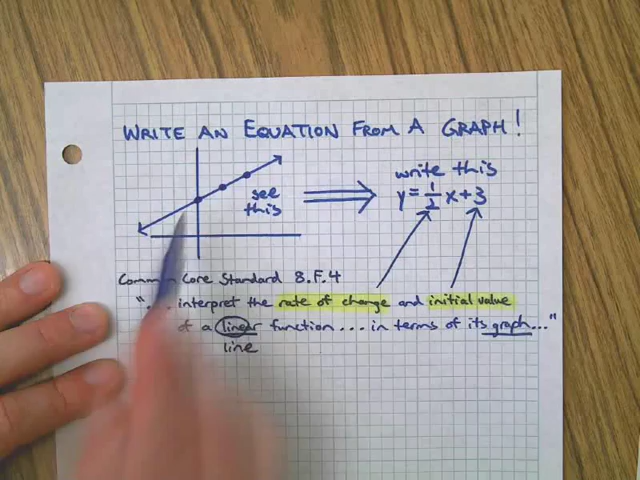 WRITE AN EQUATION FROM A GRAPH!
see this
write this
y = 1/2 x + 3
Common Core Standard 8.F.4
"... interpret the rate of change and initial value
of a linear function... in terms of its graph..."
line